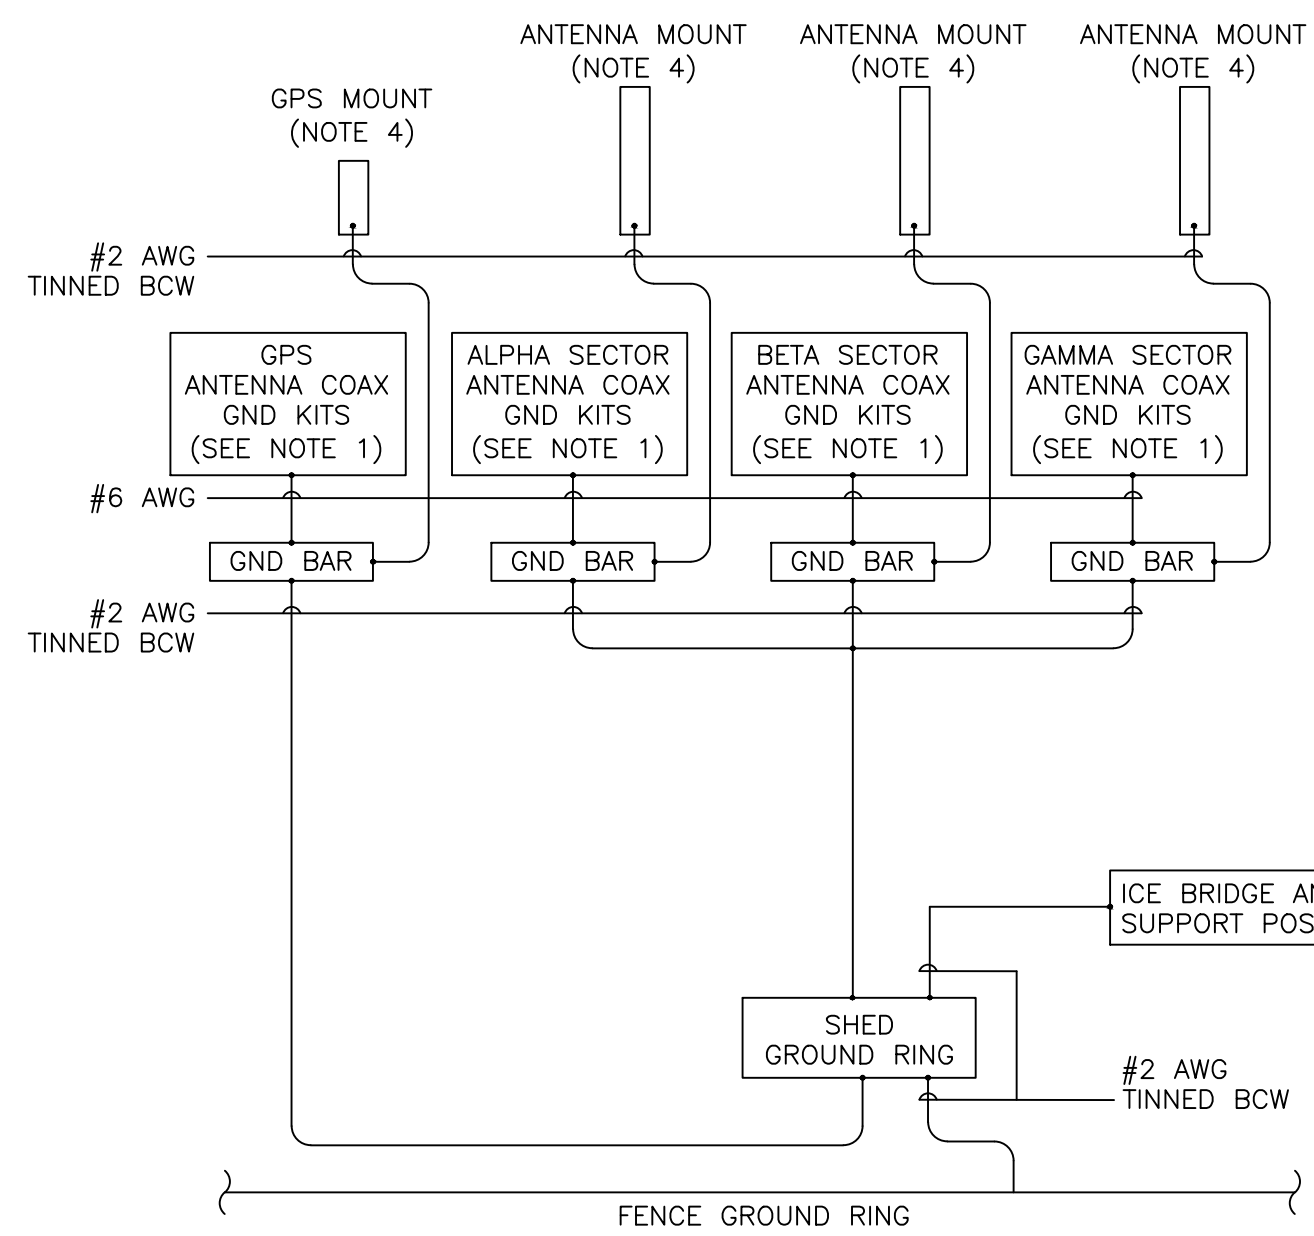 ANTENNA MOUNT
(NOTE 4)
ANTENNA MOUNT
(NOTE 4)
ANTENNA MOUNT
(NOTE 4)
GPS MOUNT
(NOTE 4)
#2 AWG
TINNED BCW
GPS
ANTENNA COAX
GND KITS
(SEE NOTE 1)
ALPHA SECTOR
ANTENNA COAX
GND KITS
(SEE NOTE 1)
BETA SECTOR
ANTENNA COAX
GND KITS
(SEE NOTE 1)
GAMMA SECTOR
ANTENNA COAX
GND KITS
(SEE NOTE 1)
#6 AWG
GND BAR
GND BAR
GND BAR
GND BAR
#2 AWG
TINNED BCW
ICE BRIDGE
SUPPORT
SHED
GROUND RING
#2 AWG
TINNED BCW
FENCE GROUND RING